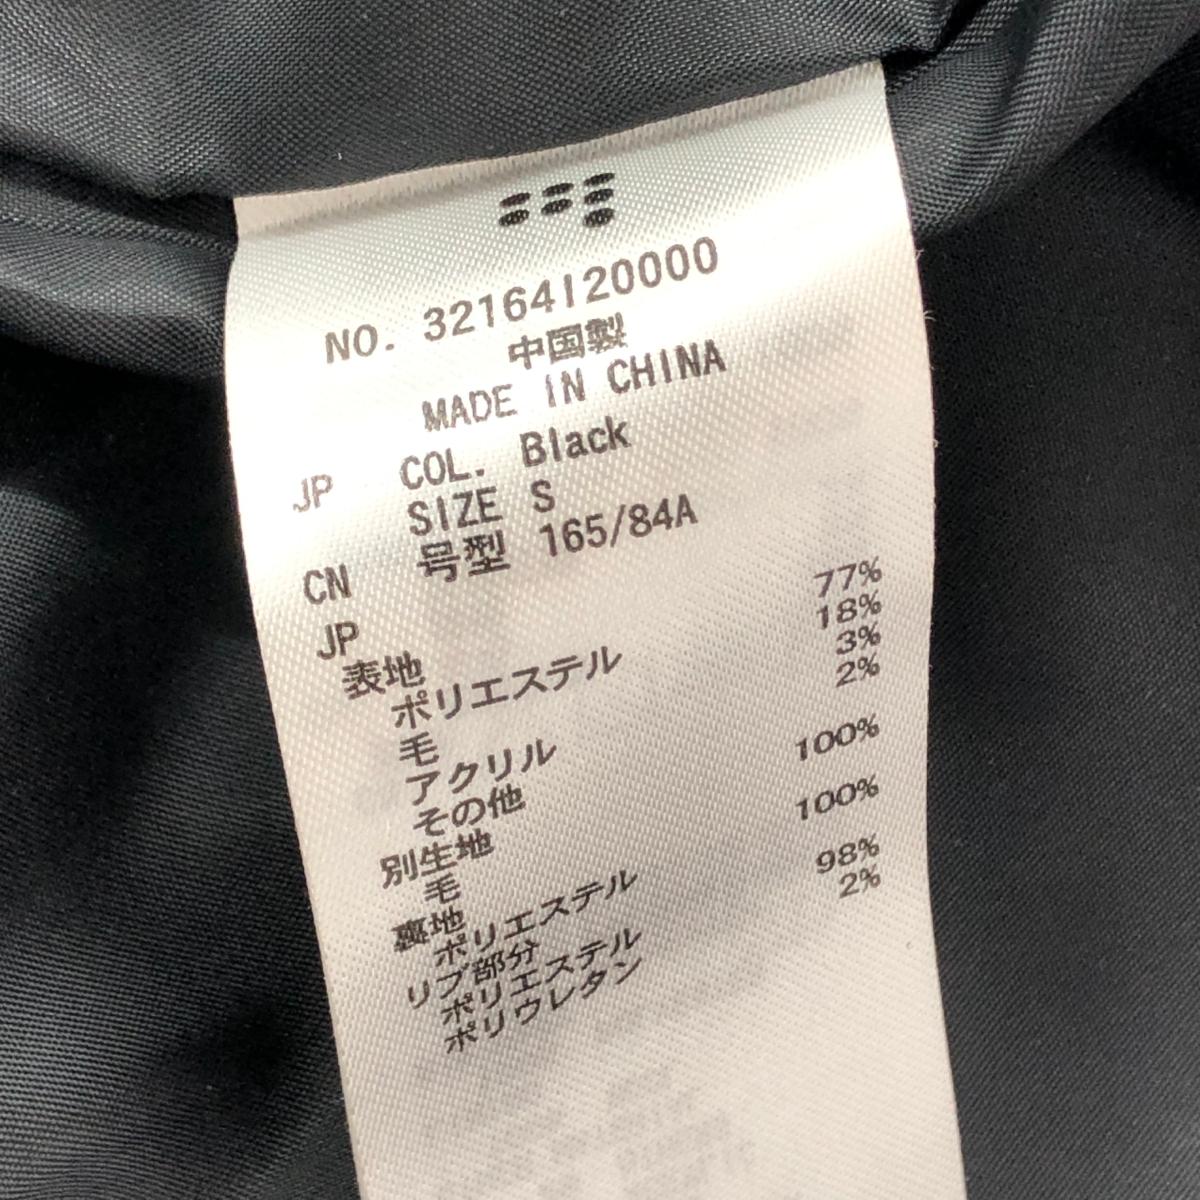 NO. 32164120000
中国製
MADE IN CHINA
JP COL. Black
SIZE S
CN 号型 165/84A
JP
表地
ポリエステル 77%
毛 18%
アクリル 3%
その他 2%
別生地
毛 100%
裏地
ポリエステル 100%
リブ部分
ポリエステル 98%
ポリウレタン 2%